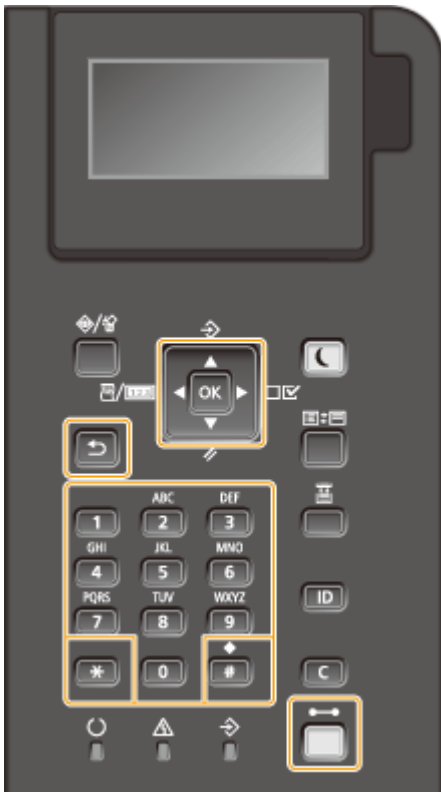 123
OK
ABC DEF
1 2 3
GHI JKL MNO
4 5 6
PQRS TUV WXYZ
7 8 9
* 0 #
ID
C